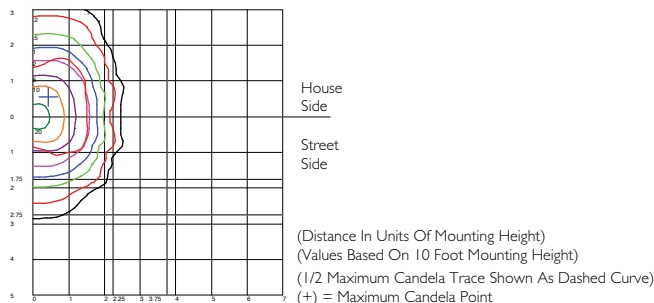 3
2
1
10
0
20
1
1.75
2
2.75
3
4
5
0 1 2 2.25 3 3.75 4 5 6 7
House
Side
Street
Side
(Distance In Units Of Mounting Height)
(Values Based On 10 Foot Mounting Height)
(1/2 Maximum Candela Trace Shown As Dashed Curve)
(+) = Maximum Candela Point